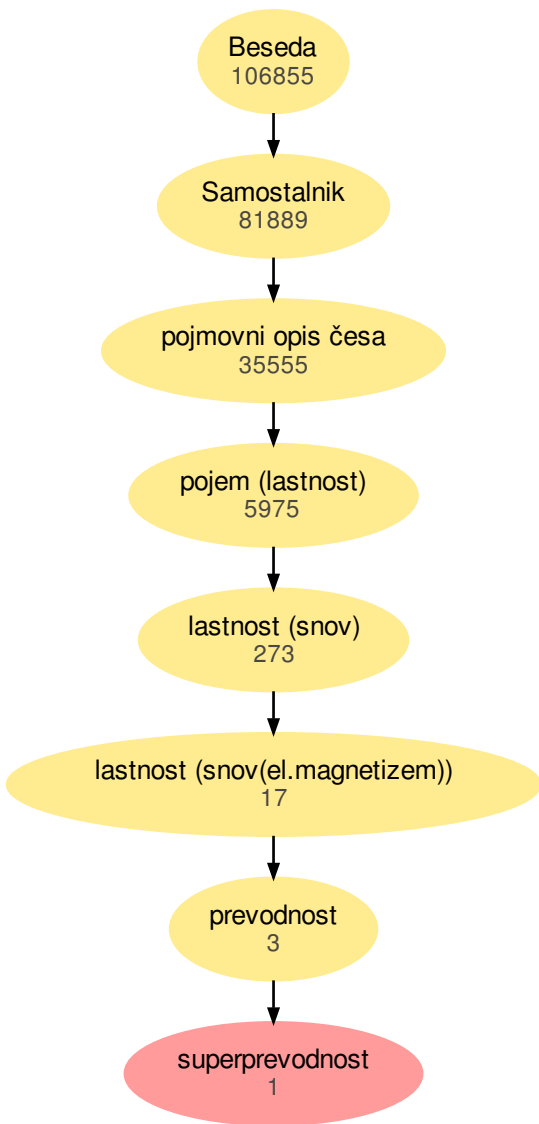 Beseda
106855
Samostalnik
81889
pojmovni opis česa
35555
pojem (lastnost)
5975
lastnost (snov)
273
lastnost (snov(el.magnetizem))
17
prevodnost
3
superprevodnost
1